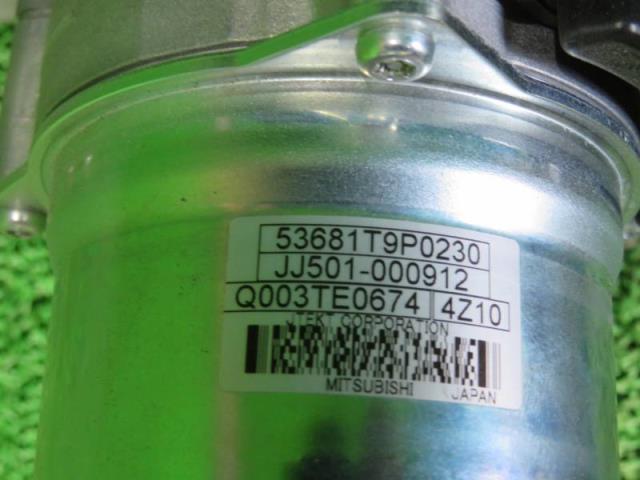 53681T9P0230
JJ501-000912
Q003TE0674 4Z10
JTEKT CORPORATION
MITSUBISHI JAPAN